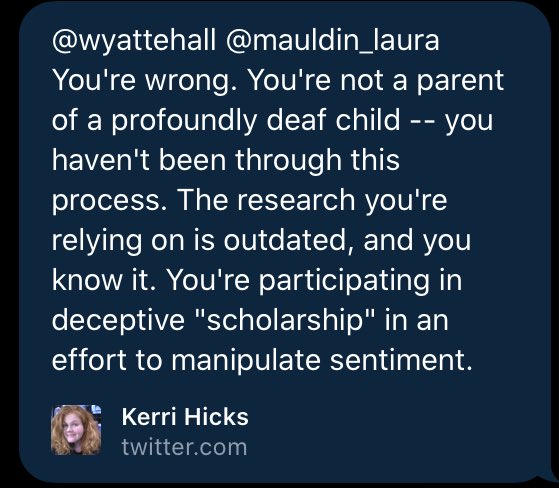 @wyattehall @mauldin_laura
You're wrong. You're not a parent
of a profoundly deaf child -- you
haven't been through this
process. The research you're
relying on is outdated, and you
know it. You're participating in
deceptive "scholarship" in an
effort to manipulate sentiment.
Kerri Hicks
twitter.com